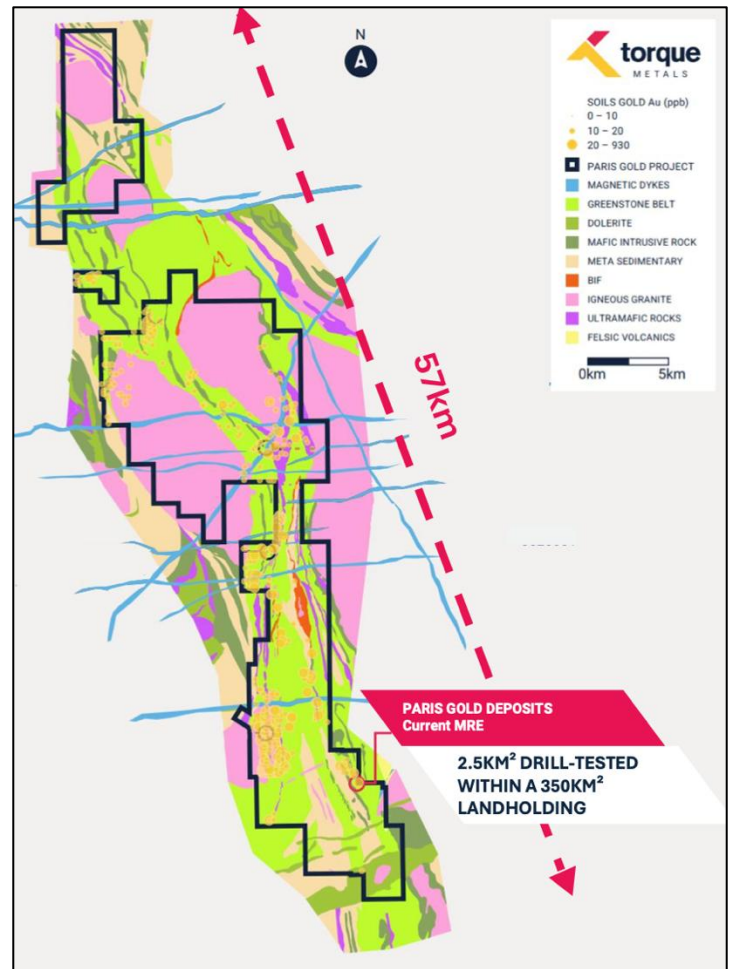 N
torque
METALS
SOILS GOLD Au (ppb)
0 – 10
10 – 20
20 – 930
PARIS GOLD PROJECT
MAGNETIC DYKES
GREENSTONE BELT
DOLERITE
MAFIC INTRUSIVE ROCK
META SEDIMENTARY
BIF
IGNEOUS GRANITE
ULTRAMAFIC ROCKS
FELSIC VOLCANICS
0km 5km
57km
PARIS GOLD DEPOSITS
Current MRE
2.5KM² DRILL-TESTED
WITHIN A 350KM²
LANDHOLDING